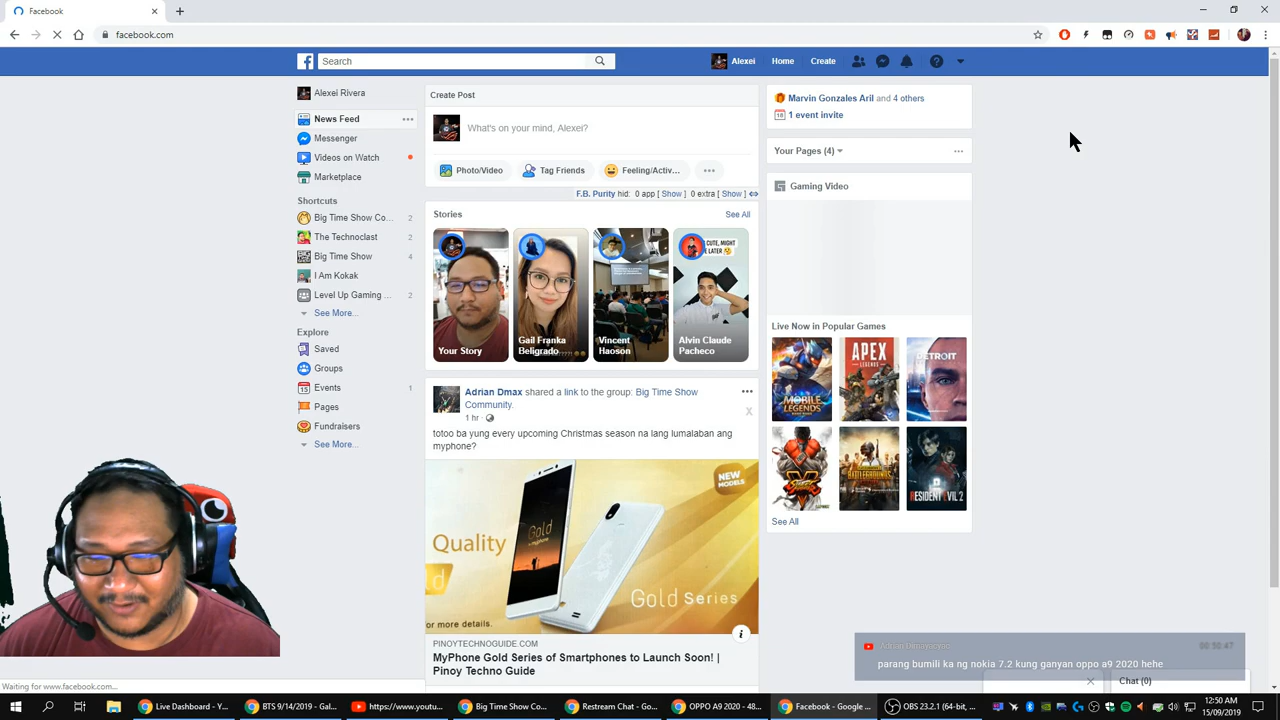 Facebook
facebook.com
Search
Alexei
Home
Create
Alexei Rivera
News Feed
Messenger
Videos on Watch
Marketplace
Shortcuts
Big Time Show Co... 2
The Technoclast 2
Big Time Show 4
I Am Kokak
Level Up Gaming ... 2
See More...
Explore
Saved
Groups
Events 1
Pages
Fundraisers
See More...
Create Post
What's on your mind, Alexei?
Photo/Video
Tag Friends
Feeling/Activ...
F.B. Purity hid: 0 app [ Show ] 0 extra [ Show ]
Stories
See All
Your Story
Gail Franka
Beligrado
Vincent
Haoson
CUTE, MIGHT
LATER
Alvin Claude
Pacheco
Adrian Dmax shared a link to the group: Big Time Show
Community.
1 hr
X
totoo ba yung every upcoming Christmas season na lang lumalaban ang
myphone?
NEW
MODELS
Quality
Gold
Gold Series
for more details.
PINOYTECHNOGUIDE.COM
MyPhone Gold Series of Smartphones to Launch Soon! |
Pinoy Techno Guide
Marvin Gonzales Aril and 4 others
1 event invite
Your Pages (4)
Gaming Video
Live Now in Popular Games
MOBILE
LEGENDS
APEX
LEGENDS
DETROIT
BATTLEGROUNDS
RESIDENT EVIL 2
See All
00:50:47
parang bumili ka ng nokia 7.2 kung ganyan oppo a9 2020 hehe
Chat (0)
Waiting for www.facebook.com...
Live Dashboard - Y...
BTS 9/14/2019 - Gal...
https://www.youtu...
Big Time Show Co...
Restream Chat - Go...
OPPO A9 2020 - 48...
Facebook - Google ...
OBS 23.2.1 (64-bit, ...
12:50 AM
15/09/2019